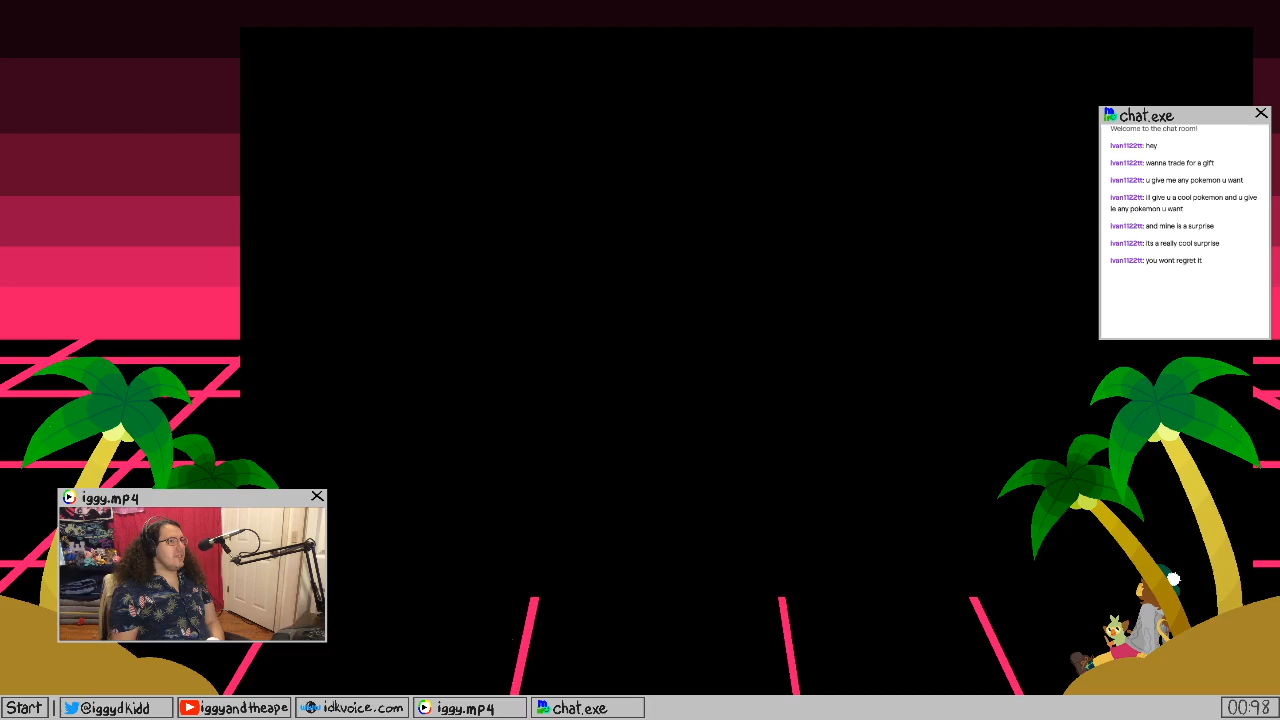 chat.exe
Welcome to the chat room!
ivan1122tt: hey
ivan1122tt: wanna trade for a gift
ivan1122tt: u give me any pokemon u want
ivan1122tt: ill give u a cool pokemon and u give
le any pokemon u want
ivan1122tt: and mine is a surprise
ivan1122tt: its a really cool surprise
ivan1122tt: you wont regret it
iggy.mp4
Start | @iggydkidd iggyandtheape idkvoice.com iggy.mp4 chat.exe 00:98